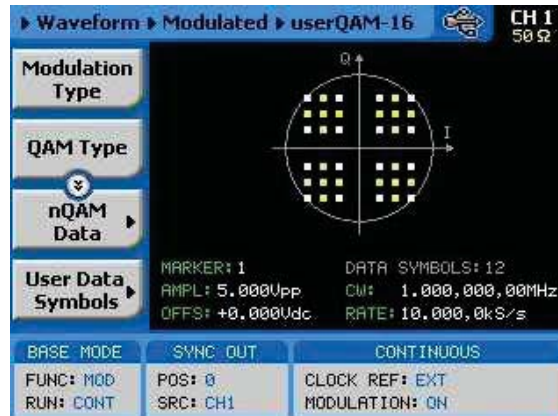 Waveform Modulated userQAM-16 CH 1
50Ω
Modulation
Type
QAM Type
nQAM
Data
User Data
Symbols
Q
I
MARKER: 1 DATA SYMBOLS: 12
AMPL: 5.000Vpp CW: 1.000,000,00MHz
OFFS: +0.000Vdc RATE: 10.000,0kS/s
BASE MODE SYNC OUT CONTINUOUS
FUNC: MOD POS: 0 CLOCK REF: EXT
RUN: CONT SRC: CH1 MODULATION: ON